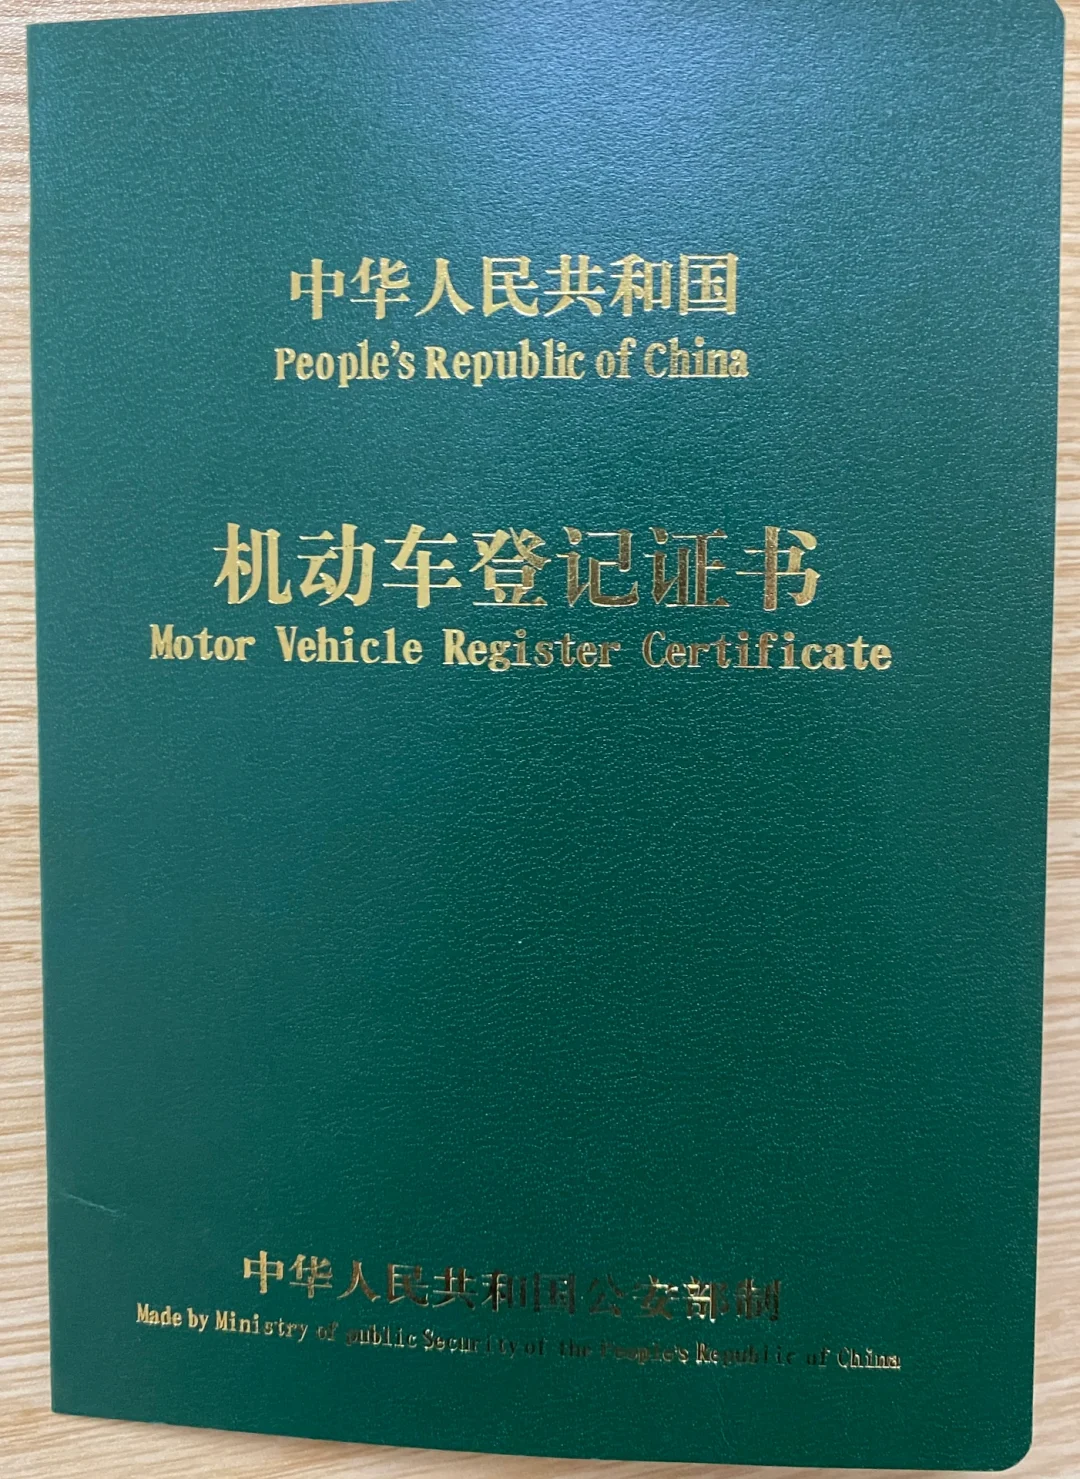 中华人民共和国
People's Republic of China
机动车登记证书
Motor Vehicle Register Certificate
中华人民共和国公安部制
Made by Ministry of public Security of the People's Republic of China